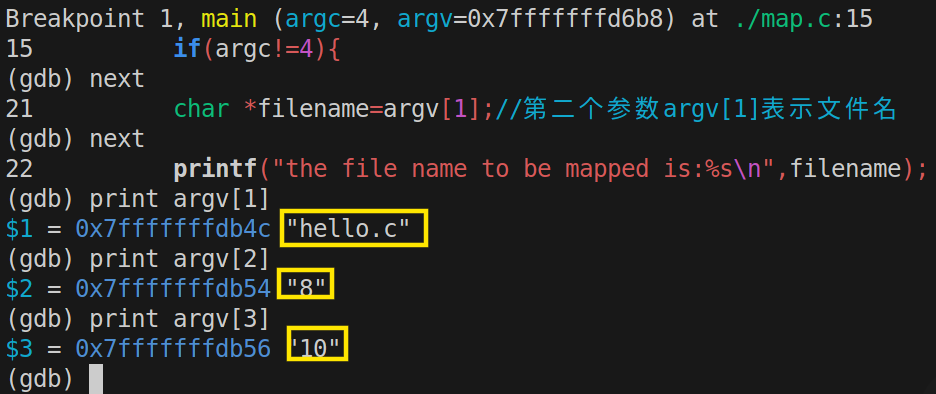 Breakpoint 1, main (argc=4, argv=0x7fffffffd6b8) at ./map.c:15
15          if(argc!=4){
(gdb) next
21          char *filename=argv[1];//第二个参数argv[1]表示文件名
(gdb) next
22          printf("the file name to be mapped is:%s\n",filename);
(gdb) print argv[1]
$1 = 0x7fffffffdb4c "hello.c"
(gdb) print argv[2]
$2 = 0x7fffffffdb54 "8"
(gdb) print argv[3]
$3 = 0x7fffffffdb56 "10"
(gdb)